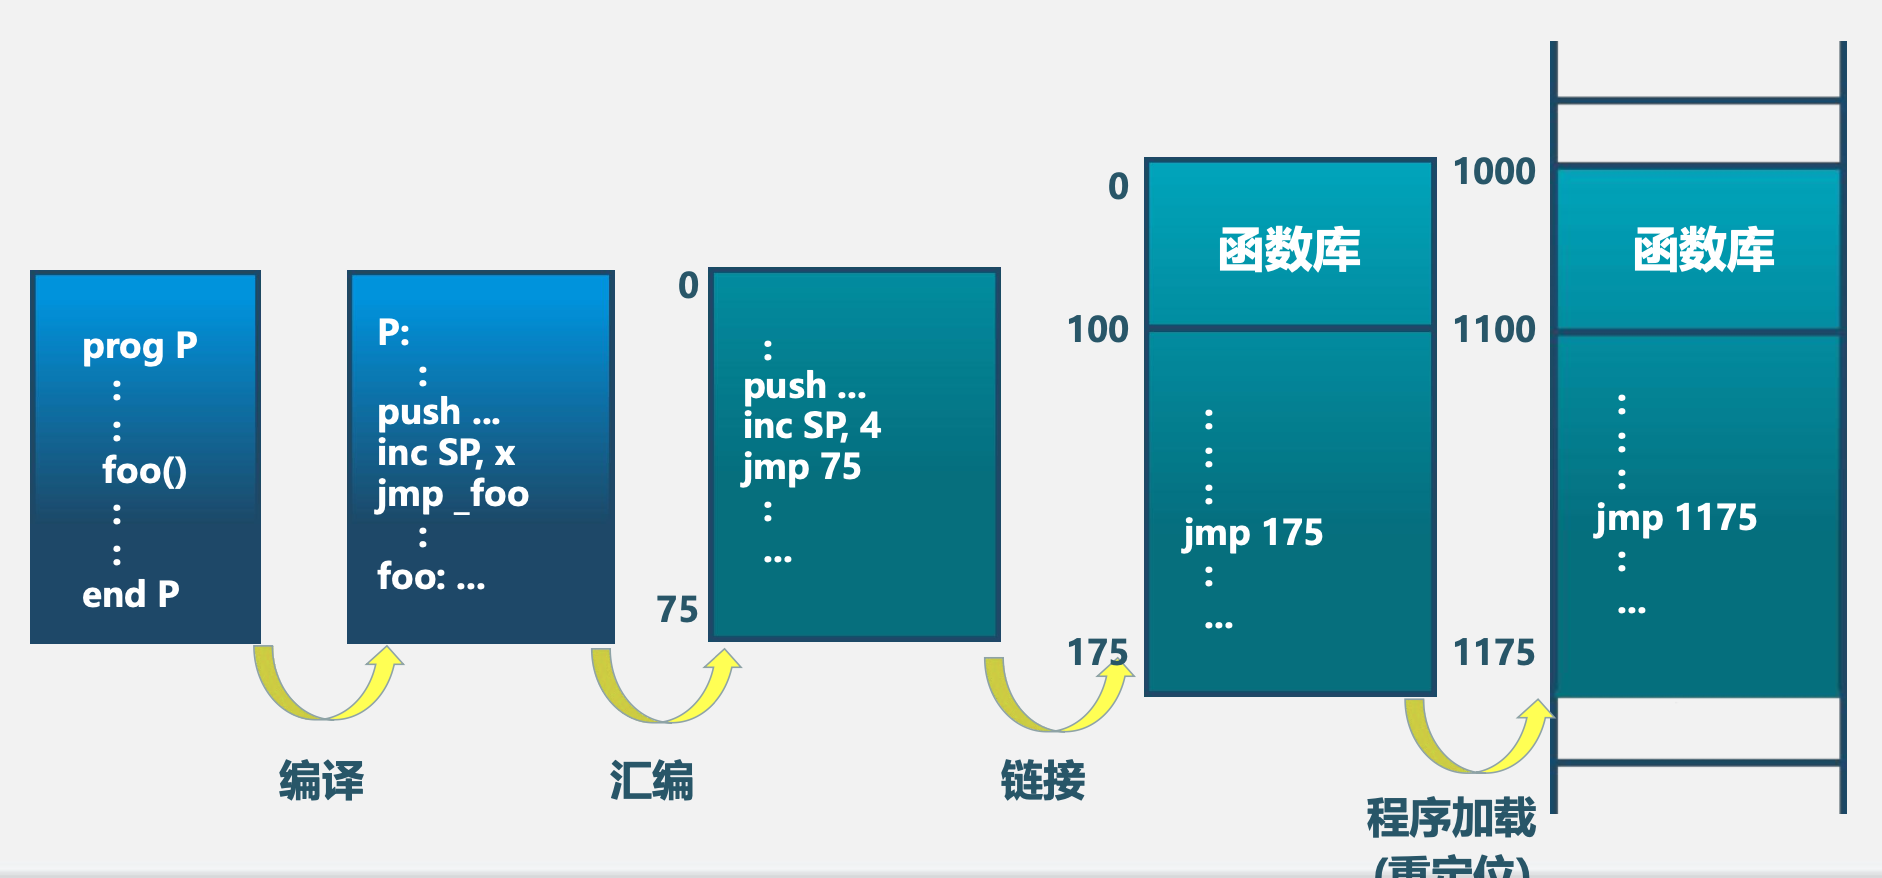 prog P
:
:
foo()
:
:
end P
编译
P:
:
push ...
inc SP, x
jmp _foo
:
foo: ...
汇编
0
:
push ...
inc SP, 4
jmp 75
:
...
75
链接
0
函数库
100
:
:
:
jmp 175
:
...
175
程序加载
(重定位)
1000
函数库
1100
:
:
:
jmp 1175
:
...
1175